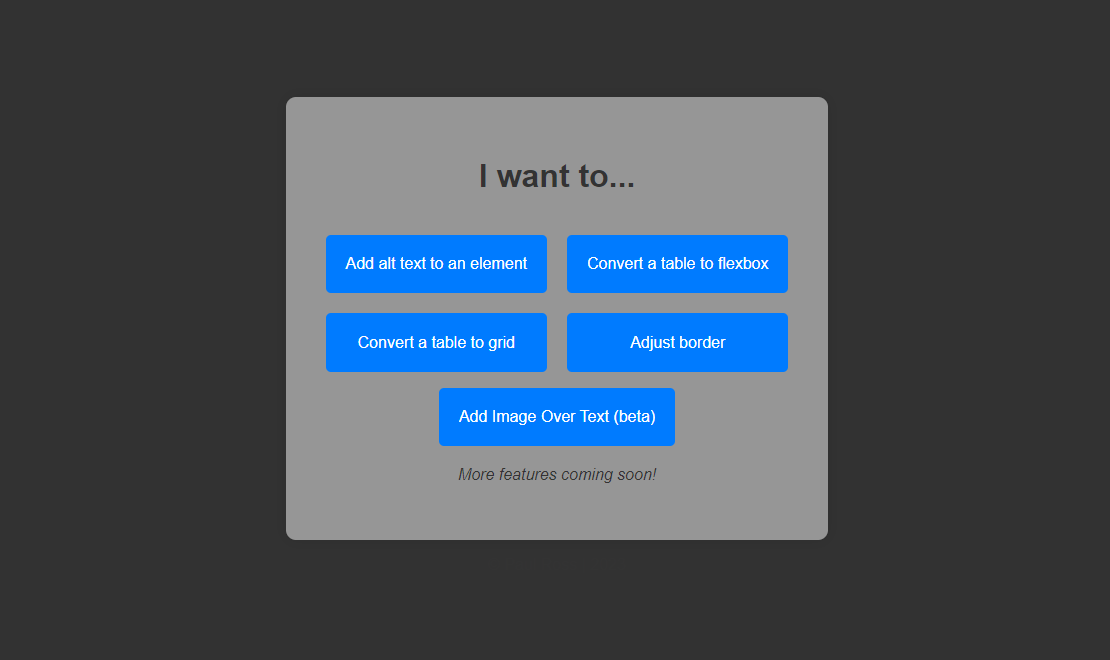 I want to...
Add alt text to an element
Convert a table to flexbox
Convert a table to grid
Adjust border
Add Image Over Text (beta)
More features coming soon!